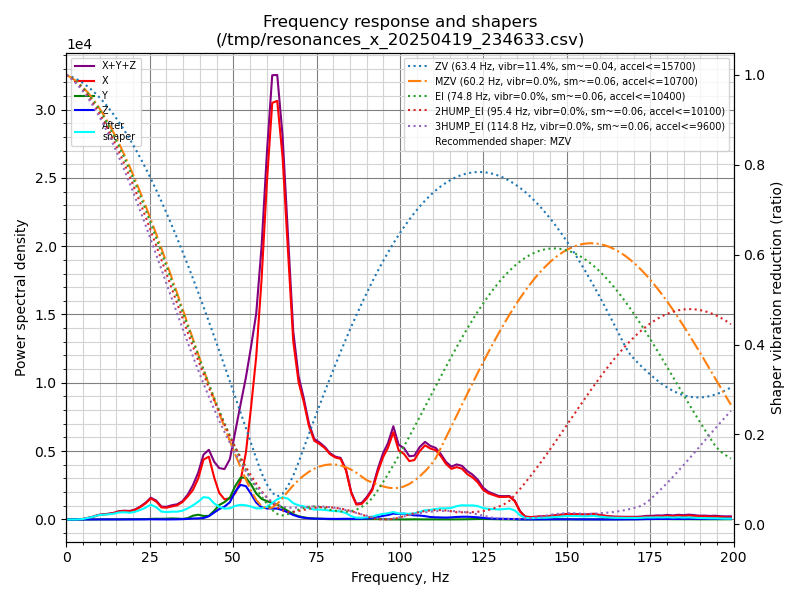 Frequency response and shapers
(/tmp/resonances_x_20250419_234633.csv)
1e4
X+Y+Z
X
Y
Z
After
shaper
ZV (63.4 Hz, vibr=11.4%, sm~=0.04, accel<=15700)
MZV (60.2 Hz, vibr=0.0%, sm~=0.06, accel<=10700)
EI (74.8 Hz, vibr=0.0%, sm~=0.06, accel<=10400)
2HUMP_EI (95.4 Hz, vibr=0.0%, sm~=0.06, accel<=10100)
3HUMP_EI (114.8 Hz, vibr=0.0%, sm~=0.06, accel<=9600)
Recommended shaper: MZV
Power spectral density
3.0
2.5
2.0
1.5
1.0
0.5
0.0
1.0
0.8
0.6
0.4
0.2
0.0
Shaper vibration reduction (ratio)
0 25 50 75 100 125 150 175 200
Frequency, Hz